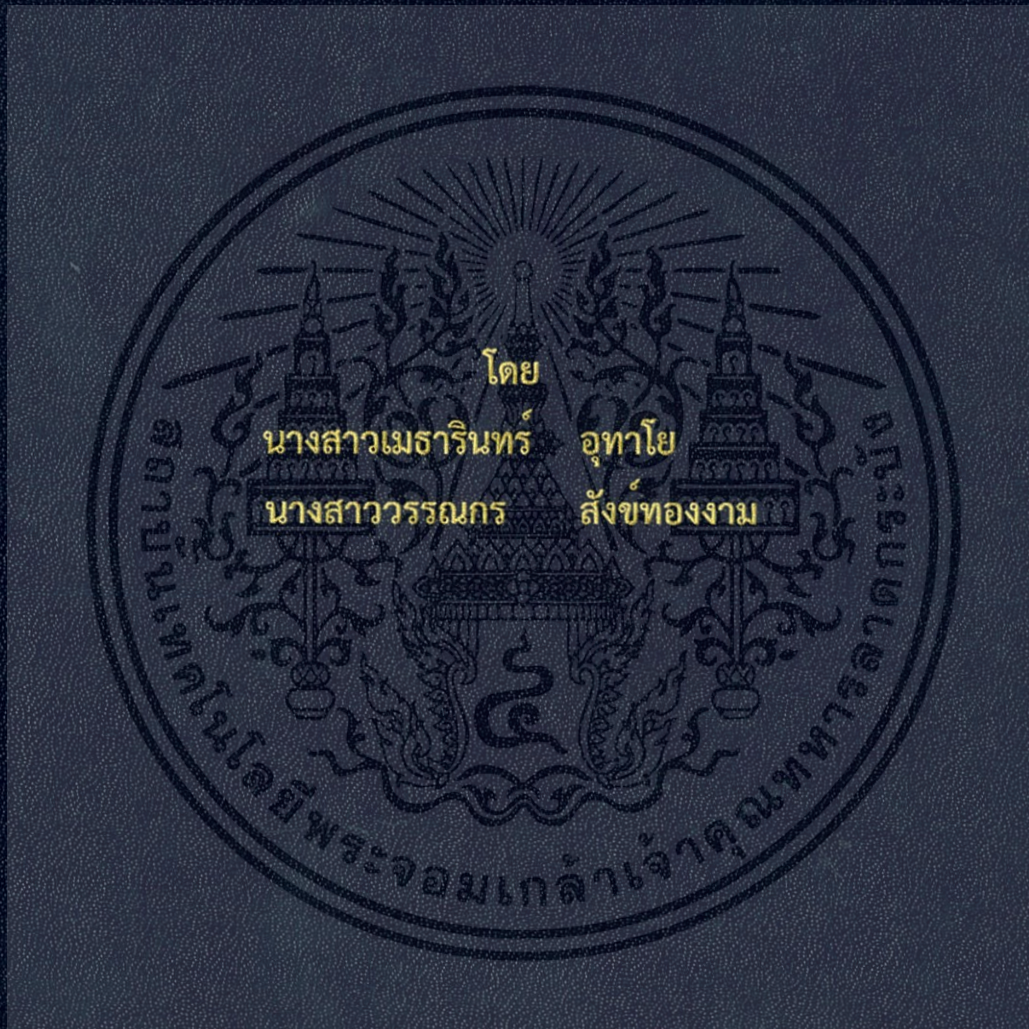 โดย
นางสาวเมธารินทร์ อุทาโย
นางสาววรรณกร สังข์ทองงาม
๔
สถาบันเทคโนโลยีพระจอมเกล้าเจ้าคุณทหารลาดกระบัง